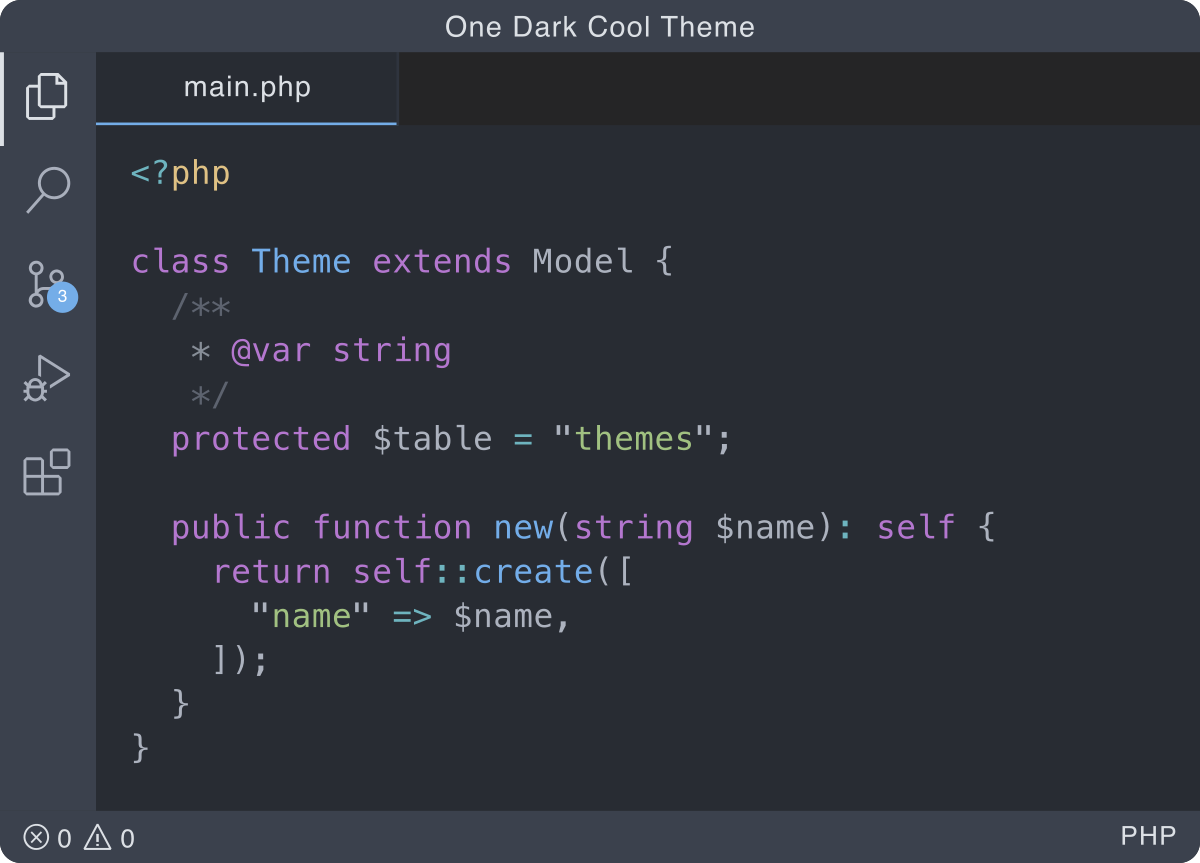 One Dark Cool Theme
main.php
<?php
class Theme extends Model {
  /**
   * @var string
   */
  protected $table = "themes";
  public function new(string $name): self {
    return self::create([
      "name" => $name,
    ]);
  }
}
3
0 0
PHP